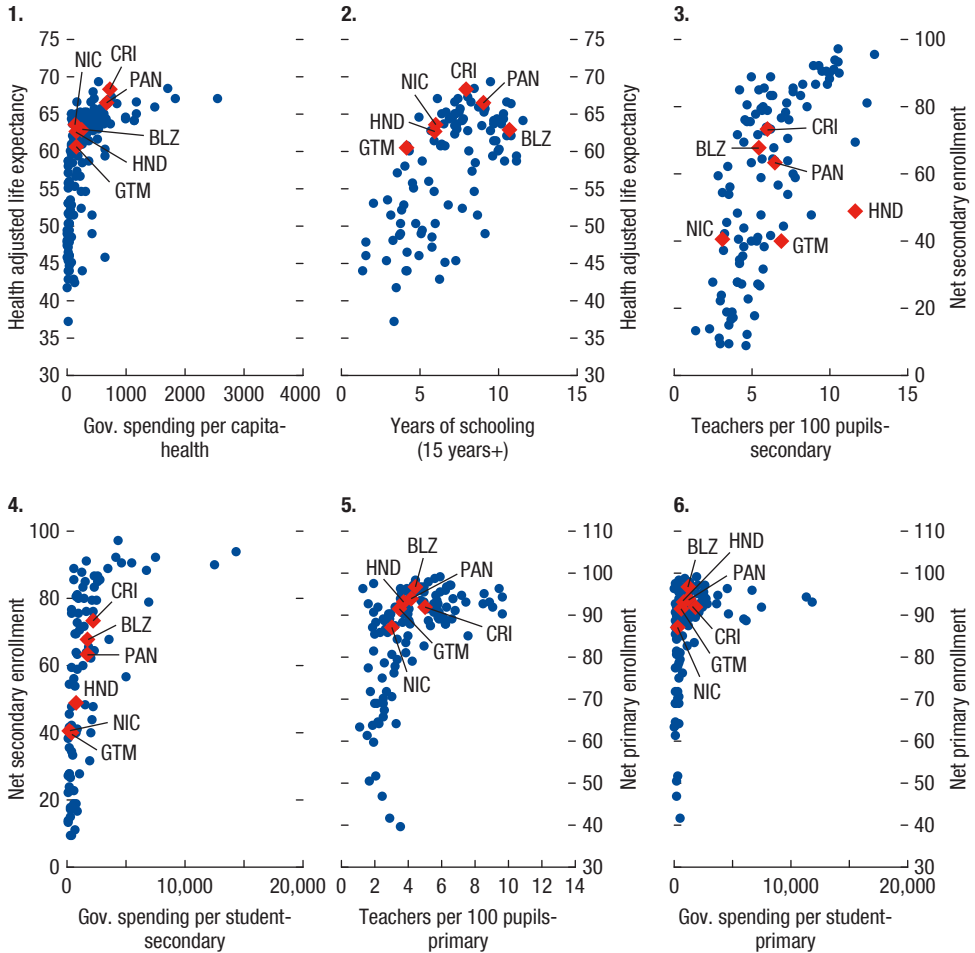 1.
75
70
65
60
55
50
45
40
35
30
Health adjusted life expectancy
NIC
CRI
PAN
BLZ
HND
GTM
0
1000
2000
3000
4000
Gov. spending per capita-
health
2.
75
70
65
60
55
50
45
40
35
30
Health adjusted life expectancy
CRI
NIC
PAN
HND
GTM
BLZ
0
5
10
15
Years of schooling
(15 years+)
3.
100
80
60
40
20
0
Net secondary enrollment
CRI
BLZ
PAN
HND
NIC
GTM
0
5
10
15
Teachers per 100 pupils-
secondary
4.
100
80
60
40
20
0
Net secondary enrollment
CRI
BLZ
PAN
HND
NIC
GTM
0
10,000
20,000
Gov. spending per student-
secondary
5.
110
100
90
80
70
60
50
40
30
Net primary enrollment
BLZ
HND
PAN
CRI
GTM
NIC
0
2
4
6
8
10
12
14
Teachers per 100 pupils-
primary
6.
110
100
90
80
70
60
50
40
30
Net primary enrollment
HND
BLZ
PAN
CRI
GTM
NIC
0
10,000
20,000
Gov. spending per student-
primary